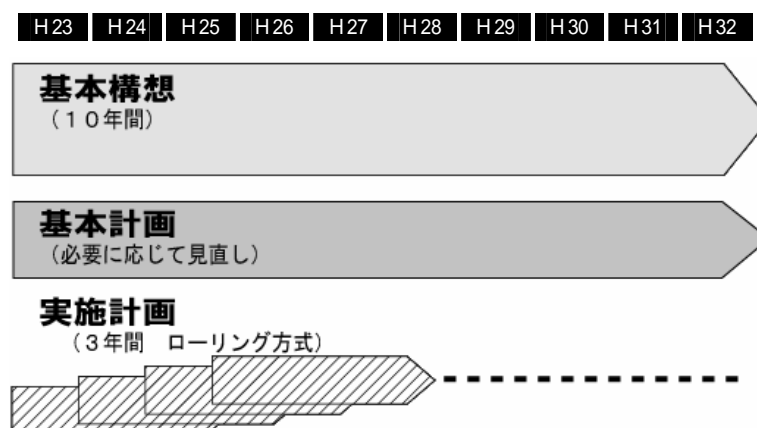 H23 H24 H25 H26 H27 H28 H29 H30 H31 H32
基本構想
（１０年間）
基本計画
（必要に応じて見直し）
実施計画
（３年間　ローリング方式）